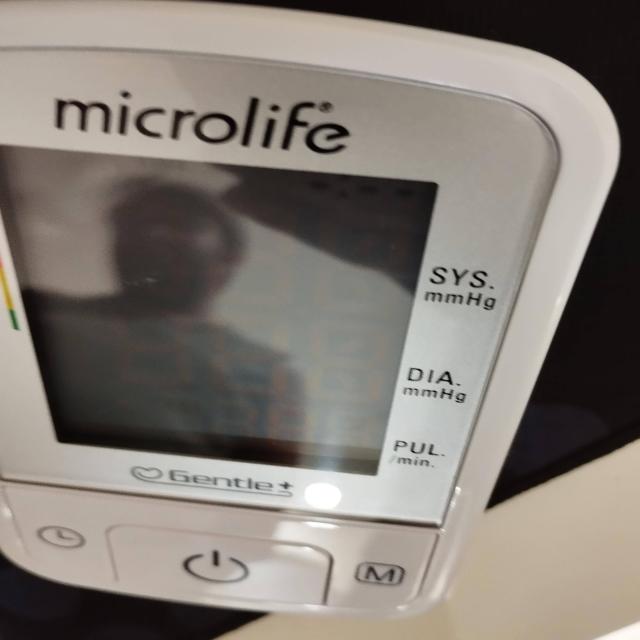 microlife®
SYS.
mmHg
DIA.
mmHg
PUL.
/min.
Gentle+
M